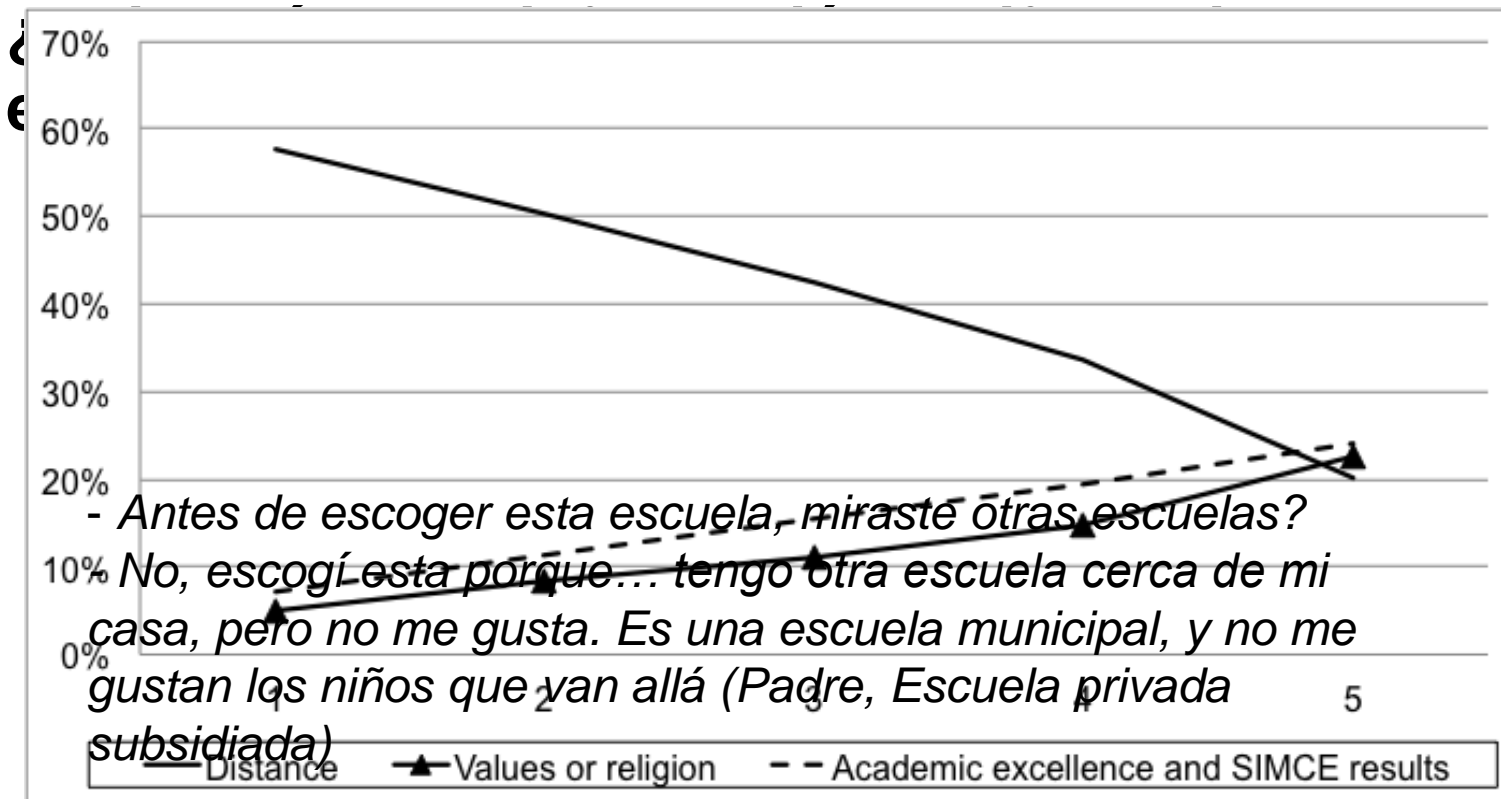 70%
60%
50%
40%
30%
20%
10%
0%
- Antes de escoger esta escuela, miraste otras escuelas?
- No, escogí esta porque… tengo otra escuela cerca de mi
casa, pero no me gusta. Es una escuela municipal, y no me
gustan los niños que van allá (Padre, Escuela privada
subsidiada)
1 2 3 4 5
Distance Values or religion Academic excellence and SIMCE results